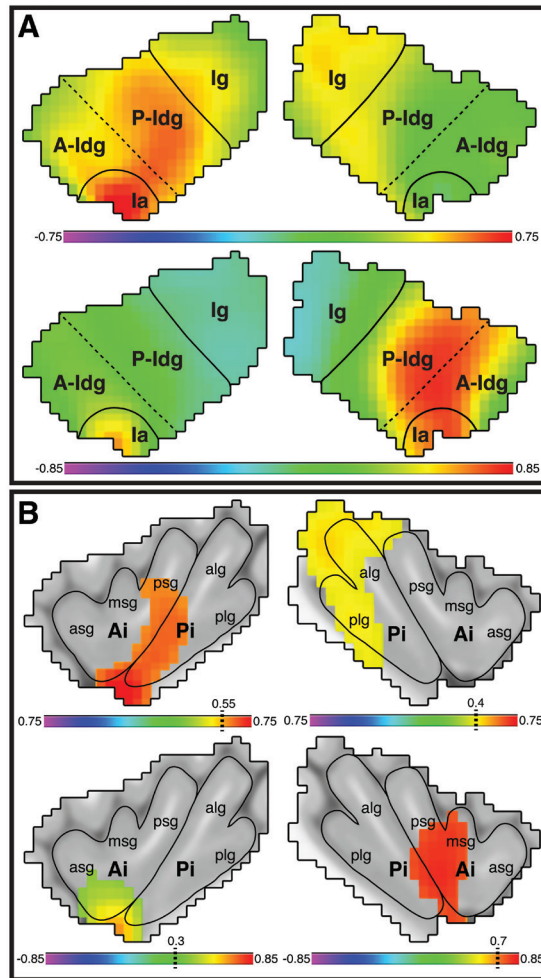 A
Ig
P-Idg
A-Idg
Ia
Ig
P-Idg
A-Idg
Ia
-0.75
0.75
Ig
P-Idg
A-Idg
Ia
Ig
P-Idg
A-Idg
Ia
-0.85
0.85
B
alg
psg
msg
asg
Ai
Pi
plg
alg
psg
msg
plg
Pi
Ai
asg
0.55
0.75
0.75
0.4
0.75
0.75
alg
psg
msg
asg
Ai
Pi
plg
alg
psg
msg
plg
Pi
Ai
asg
0.3
-0.85
0.85
0.7
-0.85
0.85